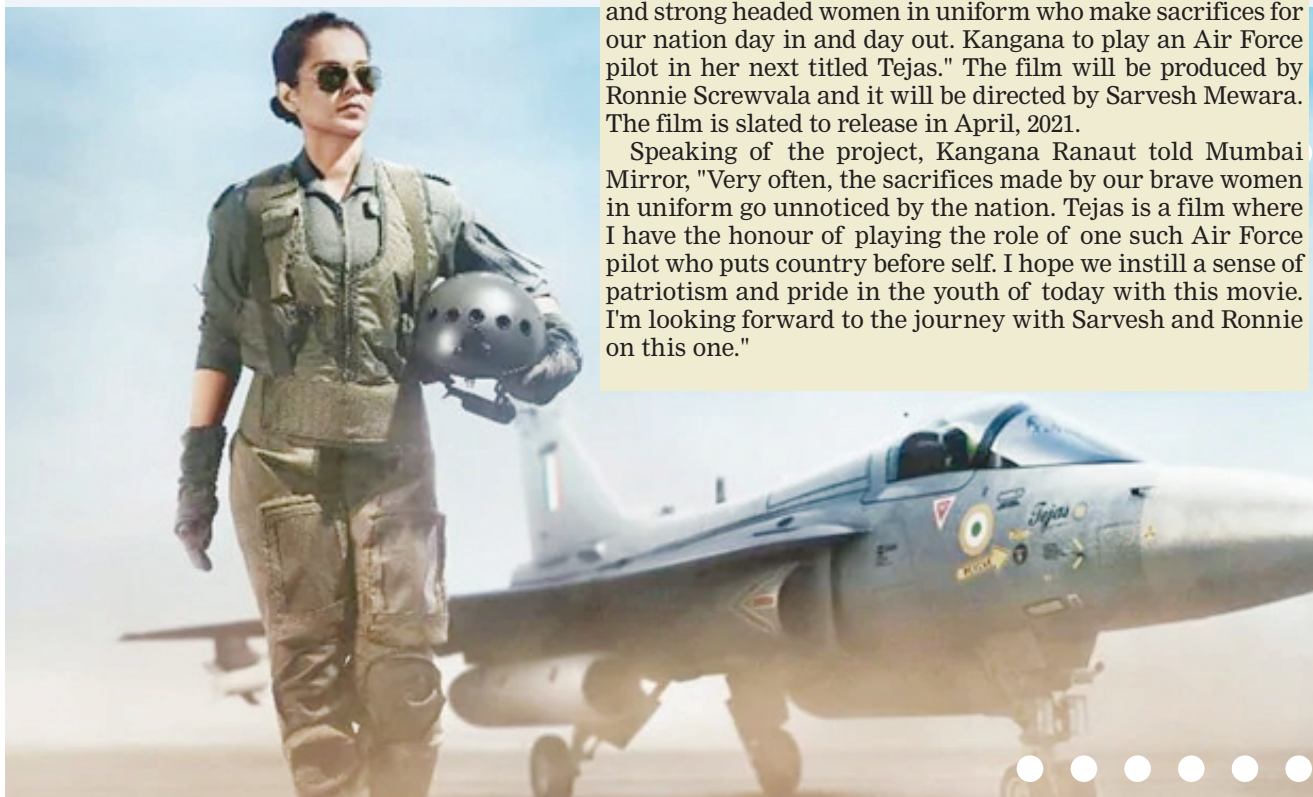 and strong headed women in uniform who make sacrifices for
our nation day in and day out. Kangana to play an Air Force
pilot in her next titled Tejas." The film will be produced by
Ronnie Screwvala and it will be directed by Sarvesh Mewara.
The film is slated to release in April, 2021.
Speaking of the project, Kangana Ranaut told Mumbai
Mirror, "Very often, the sacrifices made by our brave women
in uniform go unnoticed by the nation. Tejas is a film where
I have the honour of playing the role of one such Air Force
pilot who puts country before self. I hope we instill a sense of
patriotism and pride in the youth of today with this movie.
I'm looking forward to the journey with Sarvesh and Ronnie
on this one."
Tejas